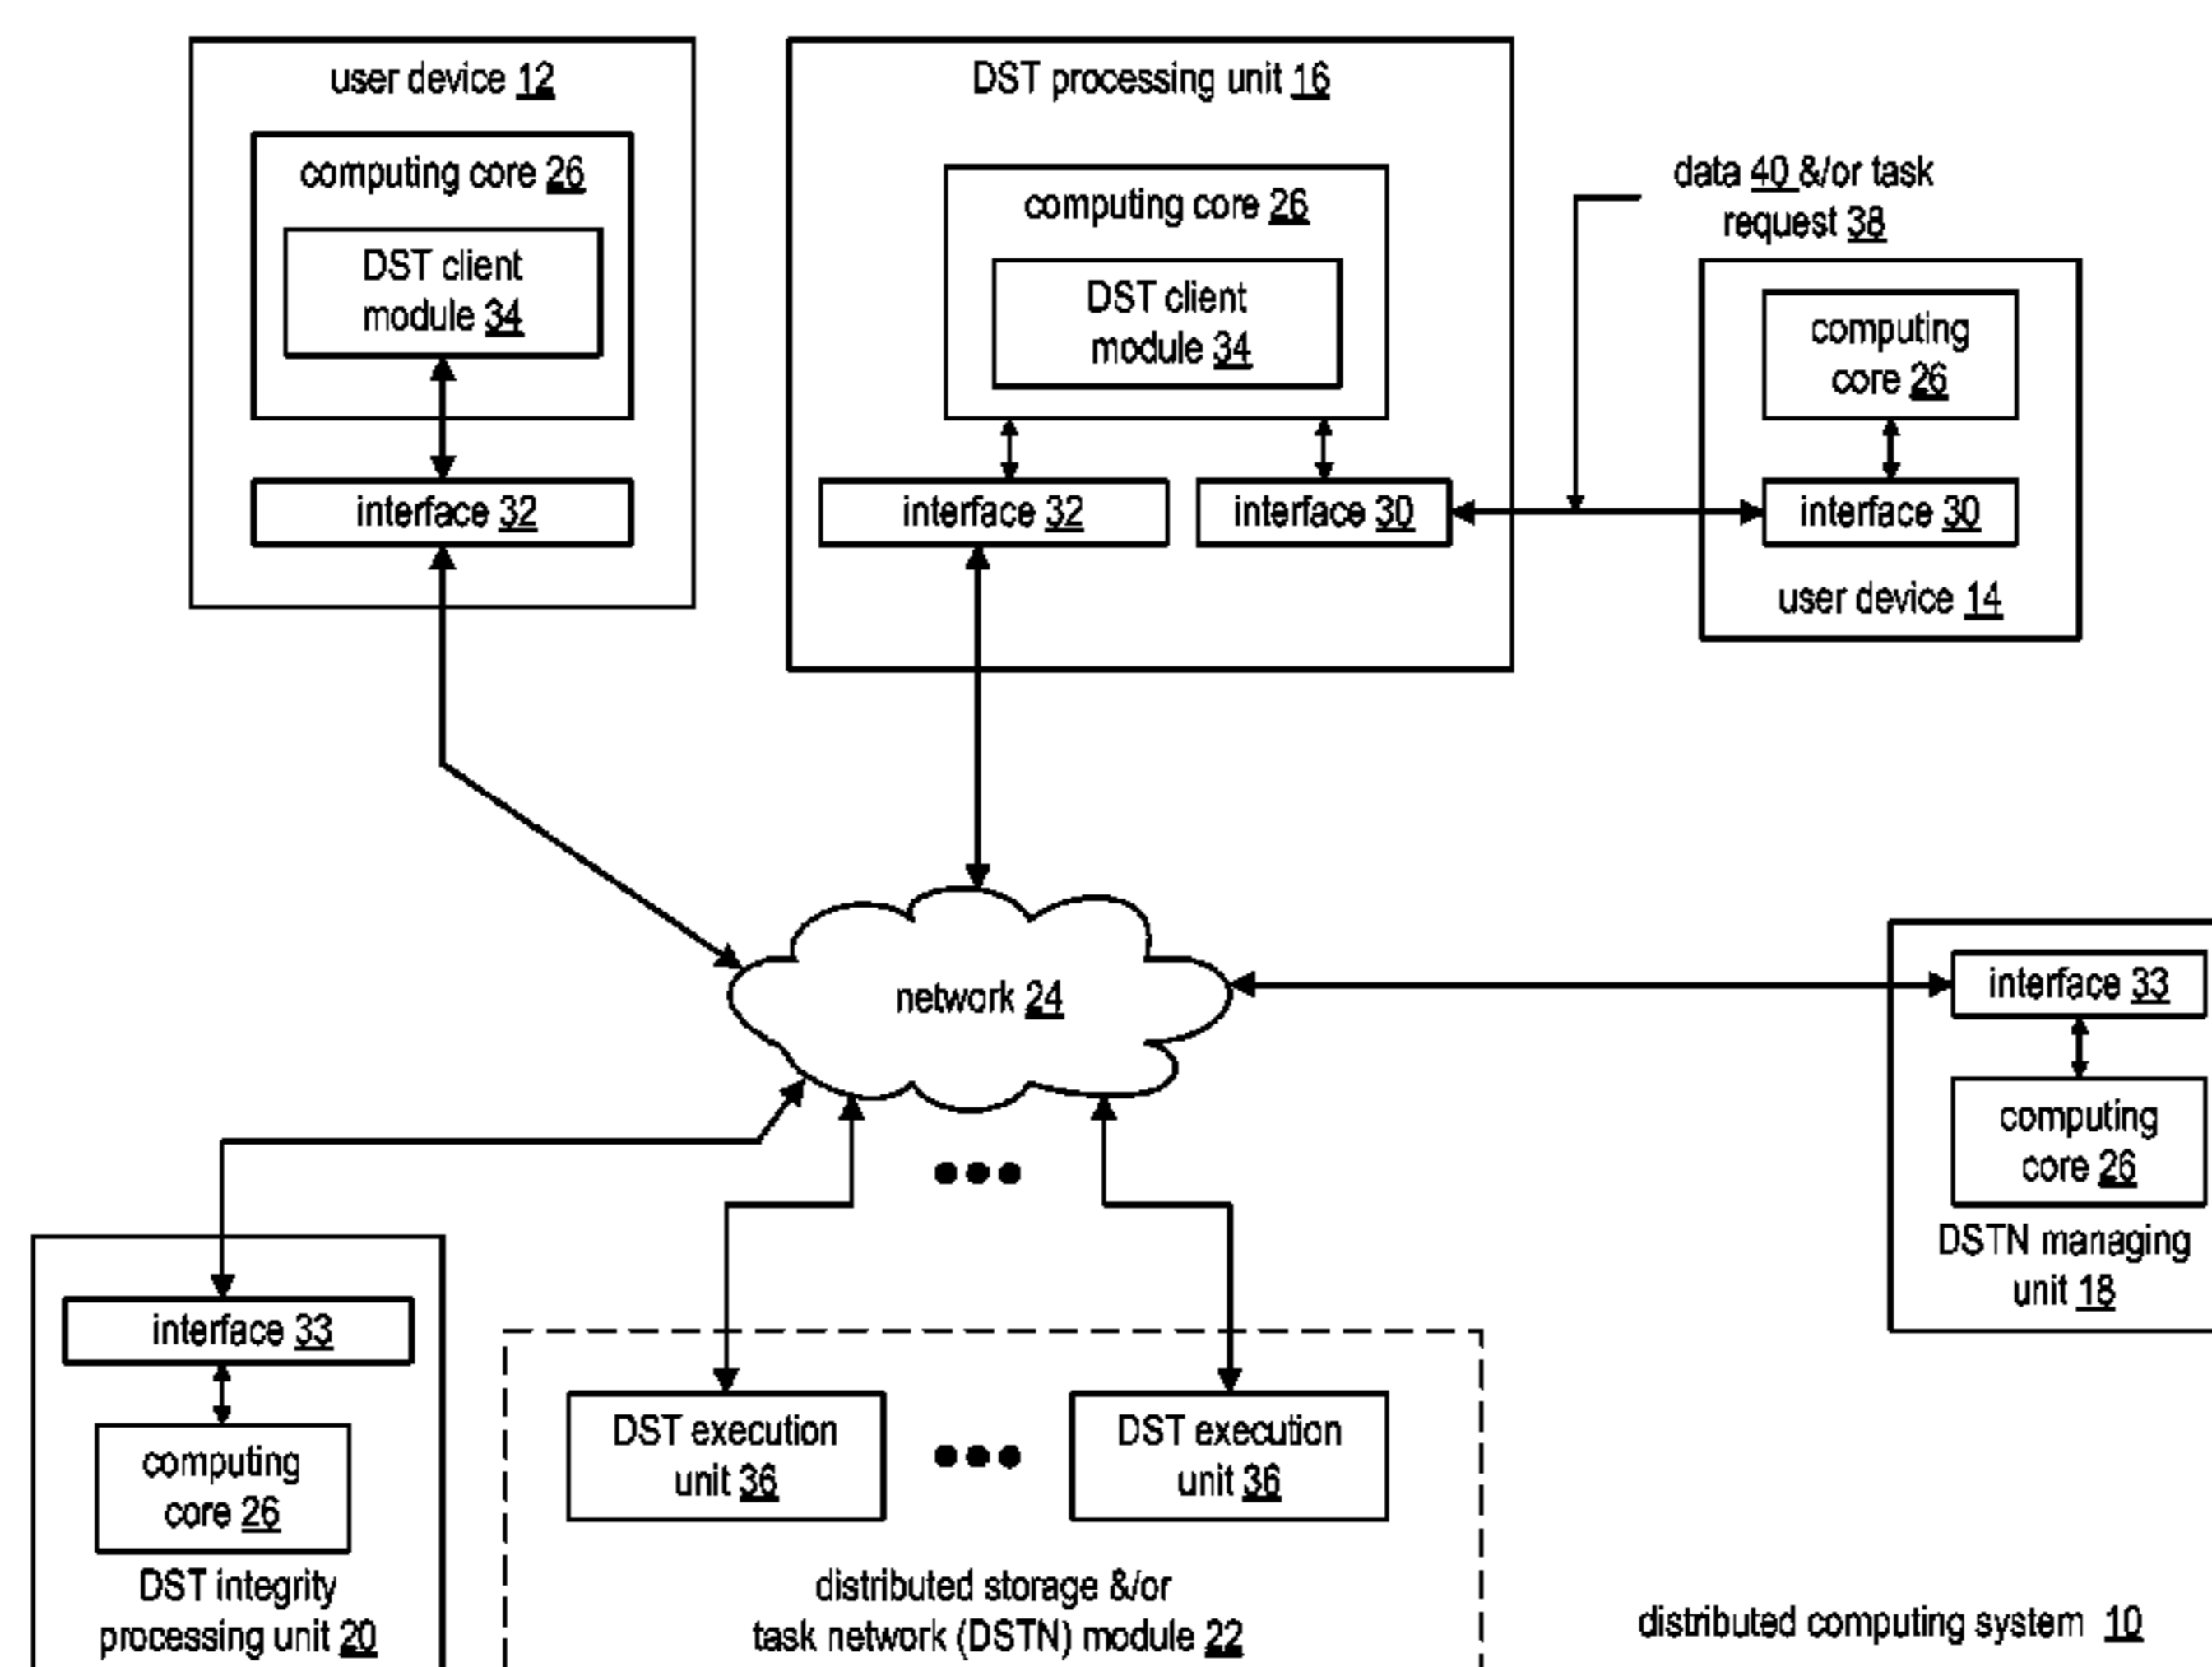 user device 12
computing core 26
DST client
module 34
interface 32
DST processing unit 16
computing core 26
DST client
module 34
interface 32
interface 30
data 40 &/or task
request 38
computing
core 26
interface 30
user device 14
network 24
interface 33
computing
core 26
DSTN managing
unit 18
interface 33
computing
core 26
DST integrity
processing unit 20
DST execution
unit 36
DST execution
unit 36
distributed storage &/or
task network (DSTN) module 22
distributed computing system 10